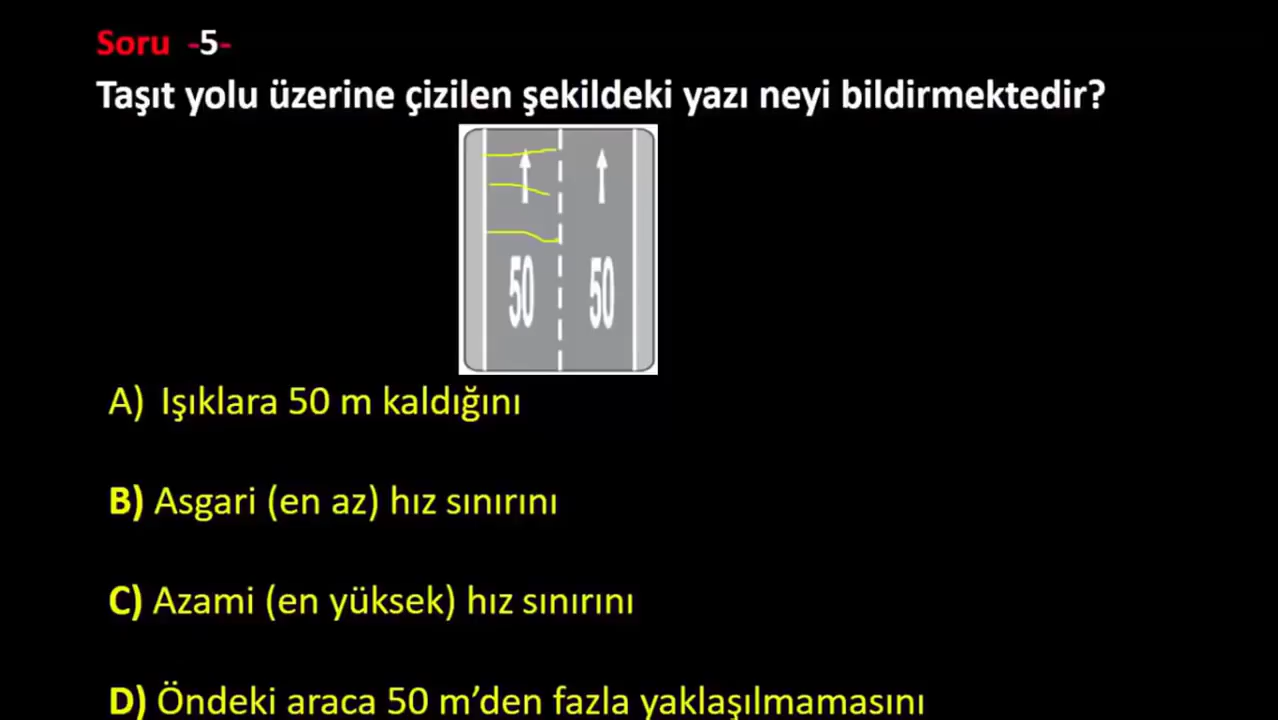 Soru -5-
Taşıt yolu üzerine çizilen şekildeki yazı neyi bildirmektedir?
50 50
A) Işıklara 50 m kaldığını
B) Asgari (en az) hız sınırını
C) Azami (en yüksek) hız sınırını
D) Öndeki araca 50 m’den fazla yaklaşılmamasını